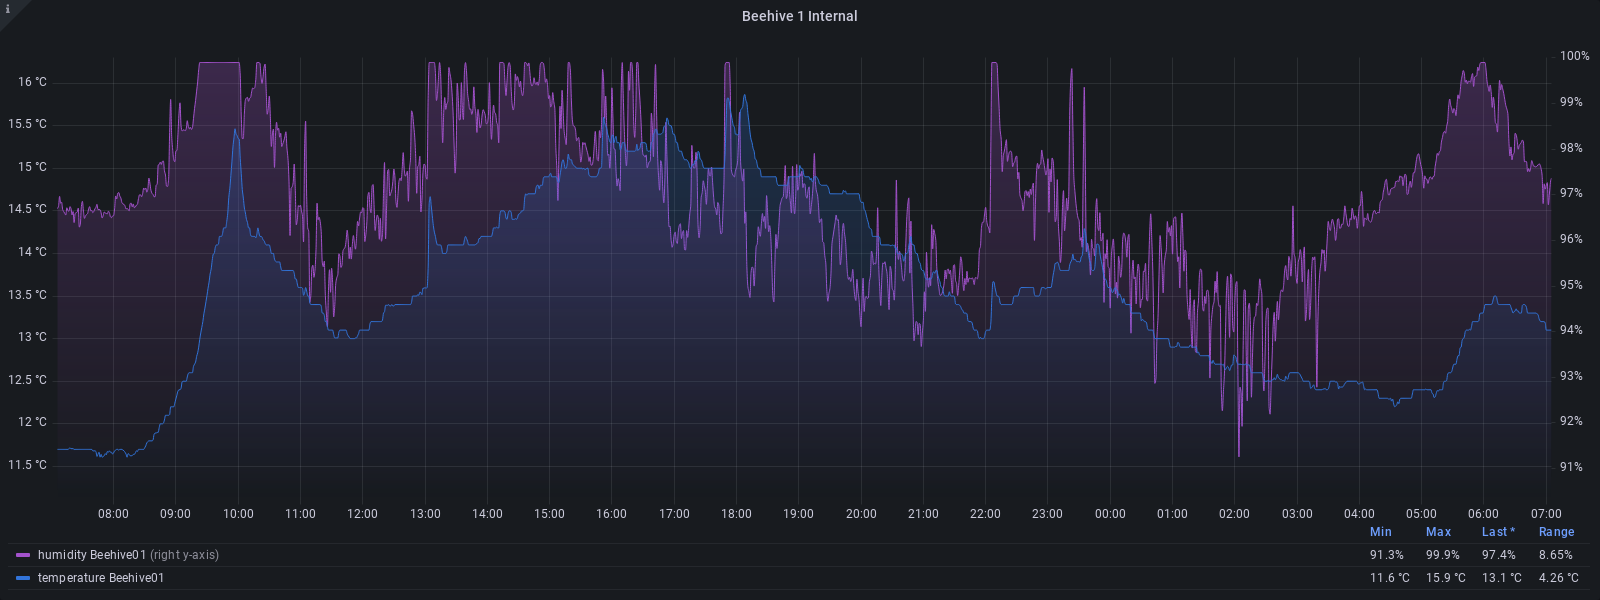 i
Beehive 1 Internal
16 °C
15.5 °C
15 °C
14.5 °C
14 °C
13.5 °C
13 °C
12.5 °C
12 °C
11.5 °C
100%
99%
98%
97%
96%
95%
94%
93%
92%
91%
08:00 09:00 10:00 11:00 12:00 13:00 14:00 15:00 16:00 17:00 18:00 19:00 20:00 21:00 22:00 23:00 00:00 01:00 02:00 03:00 04:00 05:00 06:00 07:00
Min Max Last * Range
humidity Beehive01 (right y-axis) 91.3% 99.9% 97.4% 8.65%
temperature Beehive01 11.6 °C 15.9 °C 13.1 °C 4.26 °C